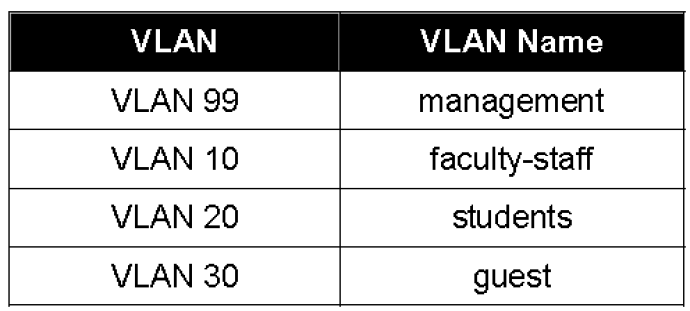 VLAN VLAN Name
VLAN 99 management
VLAN 10 faculty-staff
VLAN 20 students
VLAN 30 guest